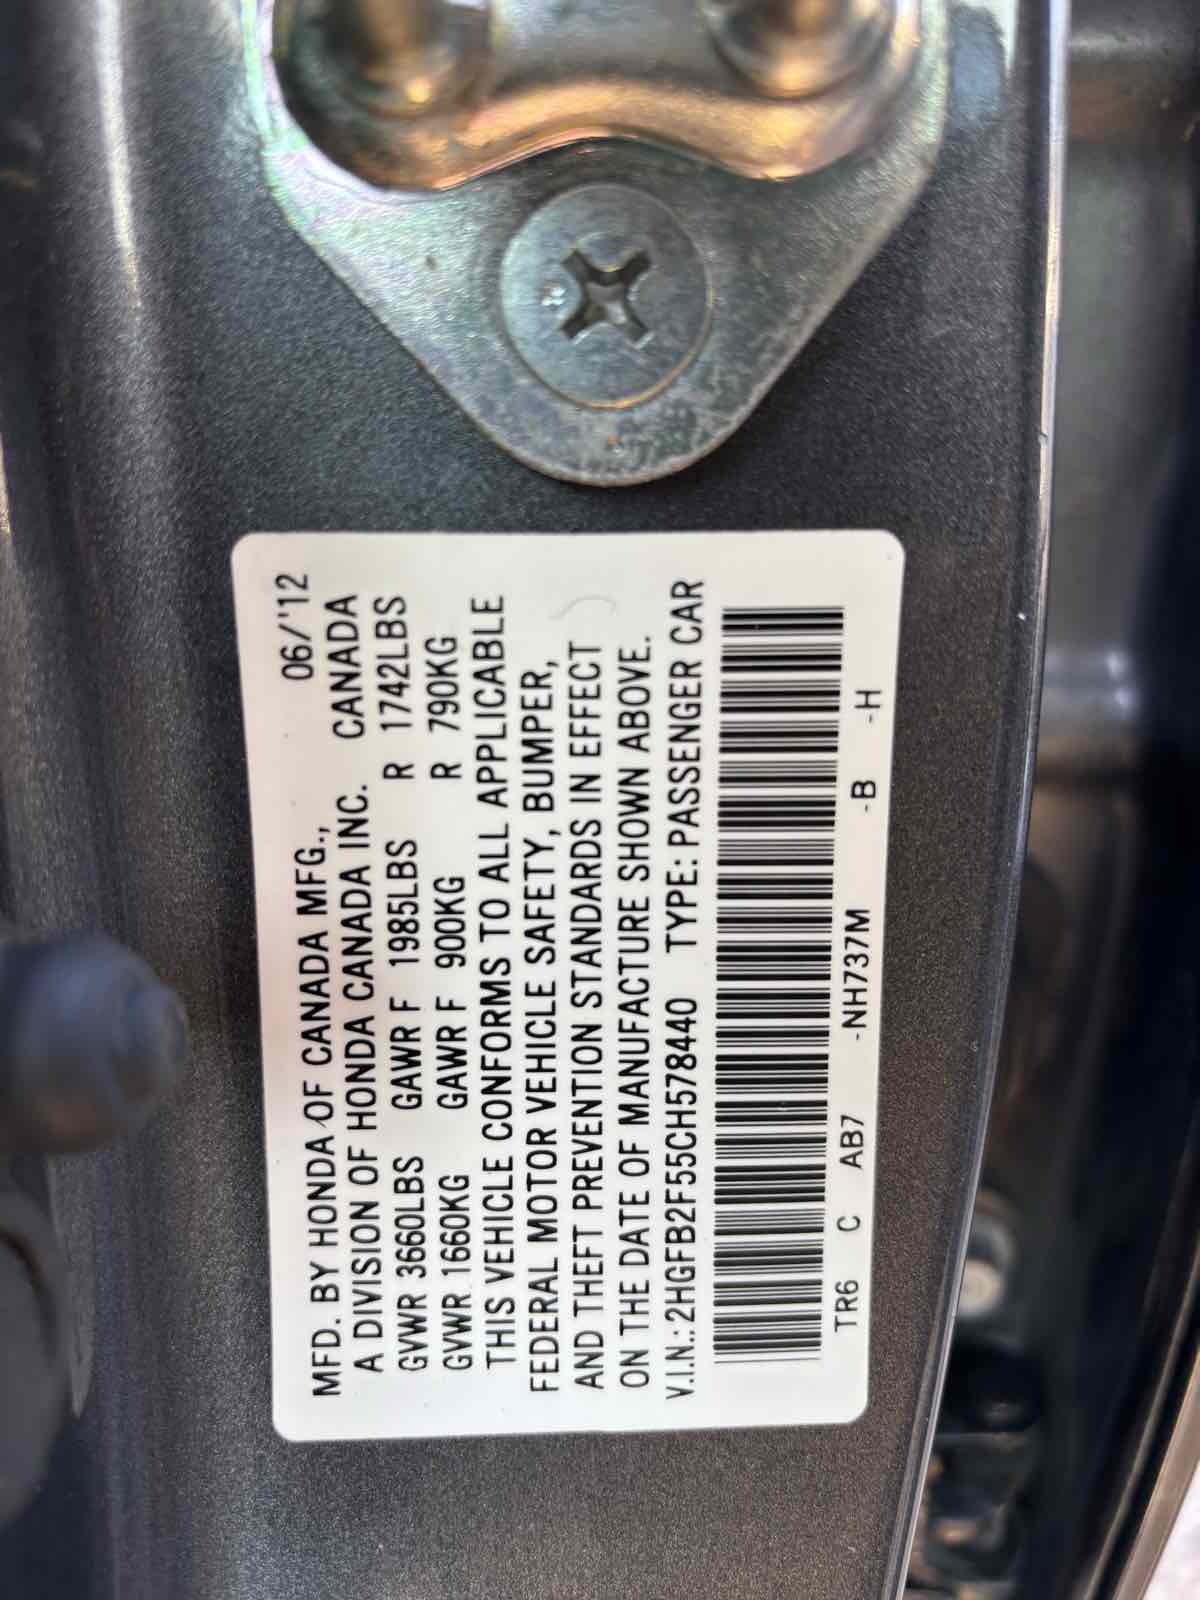 06/'12
MFD. BY HONDA OF CANADA MFG.,
A DIVISION OF HONDA CANADA INC. CANADA
GVWR 3660LBS GAWR F 1985LBS R 1742LBS
GVWR 1660KG GAWR F 900KG R 790KG
THIS VEHICLE CONFORMS TO ALL APPLICABLE
FEDERAL MOTOR VEHICLE SAFETY, BUMPER,
AND THEFT PREVENTION STANDARDS IN EFFECT
ON THE DATE OF MANUFACTURE SHOWN ABOVE.
V.I.N.: 2HGFB2F55CH578440 TYPE: PASSENGER CAR
TR6 C AB7 -NH737M -B -H